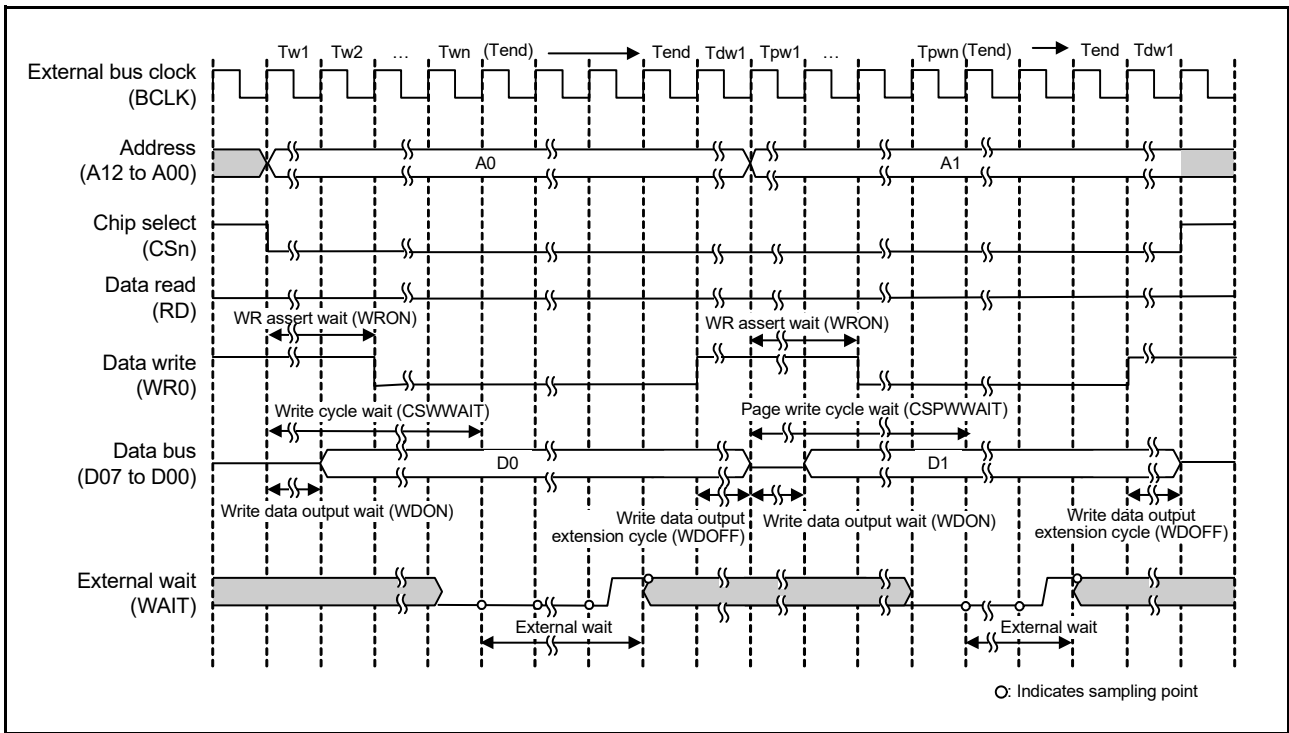 Tw1 Tw2 … Twn (Tend) Tend Tdw1 Tpw1 … Tpwn (Tend) Tend Tdw1
External bus clock
(BCLK)
Address
(A12 to A00)
A0 A1
Chip select
(CSn)
Data read
(RD)
WR assert wait (WRON) WR assert wait (WRON)
Data write
(WR0)
Write cycle wait (CSWWAIT) Page write cycle wait (CSPWWAIT)
Data bus
(D07 to D00)
D0 D1
Write data output wait (WDON) Write data output
extension cycle (WDOFF) Write data output wait (WDON) Write data output
extension cycle (WDOFF)
External wait
(WAIT)
External wait External wait
O: Indicates sampling point